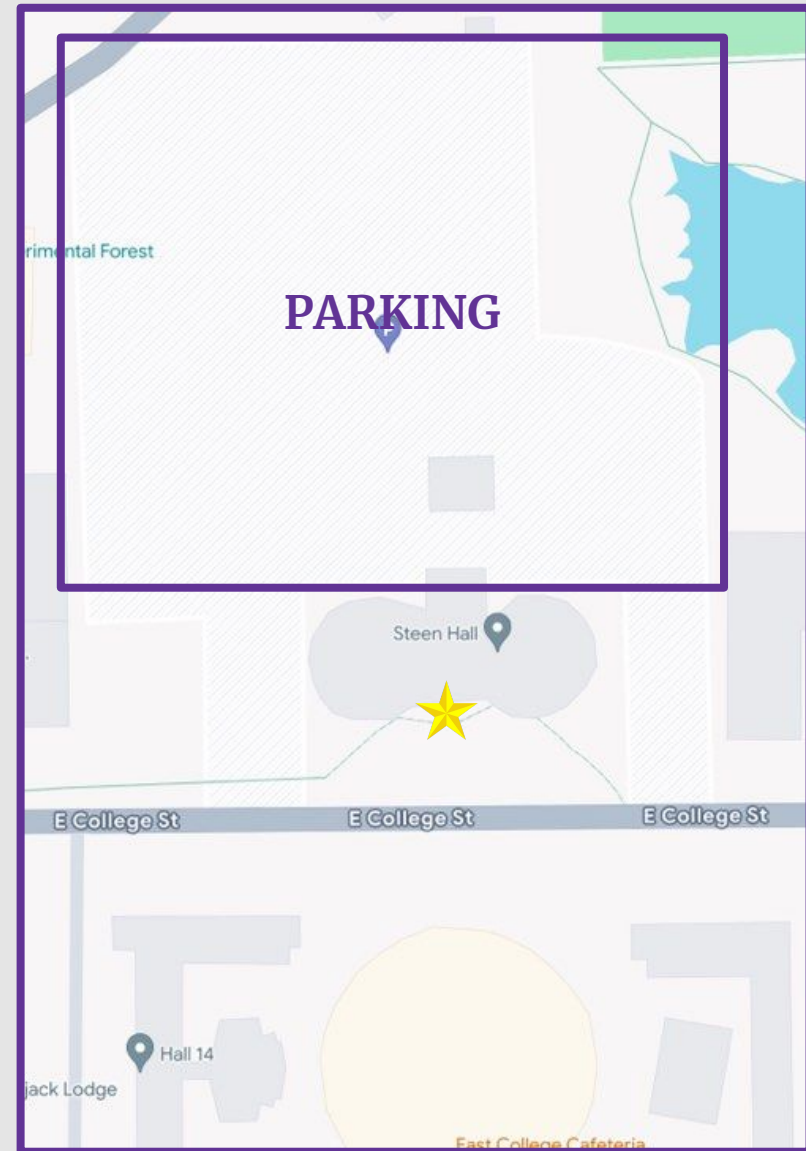 rimental Forest
PARKING
Steen Hall
E College St E College St E College St
Hall 14
jack Lodge
East College Cafeteria